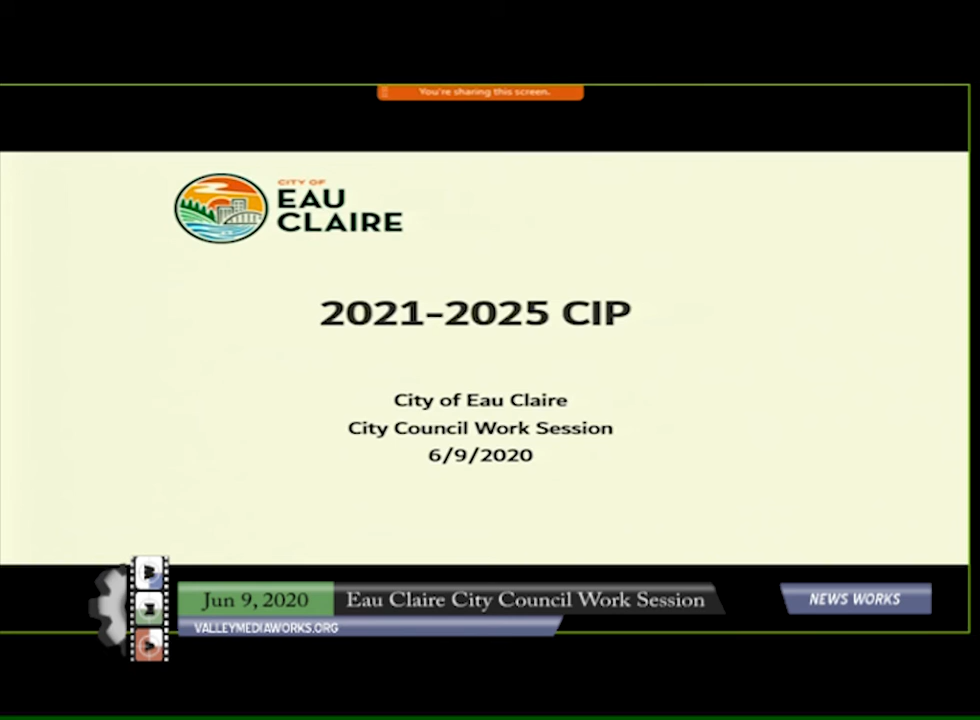 You're sharing this screen.
CITY OF
EAU
CLAIRE
2021-2025 CIP
City of Eau Claire
City Council Work Session
6/9/2020
Jun 9, 2020
Eau Claire City Council Work Session
NEWS WORKS
VALLEYMEDIAWORKS.ORG